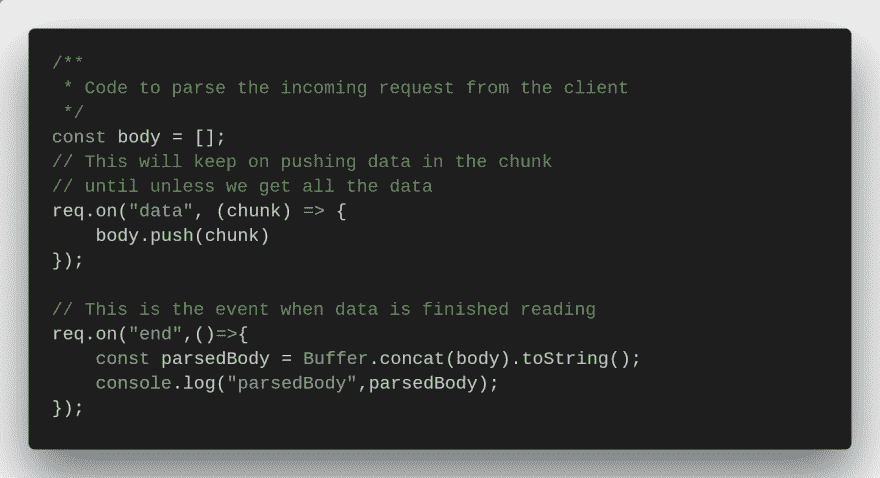 /**
 * Code to parse the incoming request from the client
 */
const body = [];
// This will keep on pushing data in the chunk
// until unless we get all the data
req.on("data", (chunk) => {
    body.push(chunk)
});

// This is the event when data is finished reading
req.on("end",()=>{
    const parsedBody = Buffer.concat(body).toString();
    console.log("parsedBody",parsedBody);
});